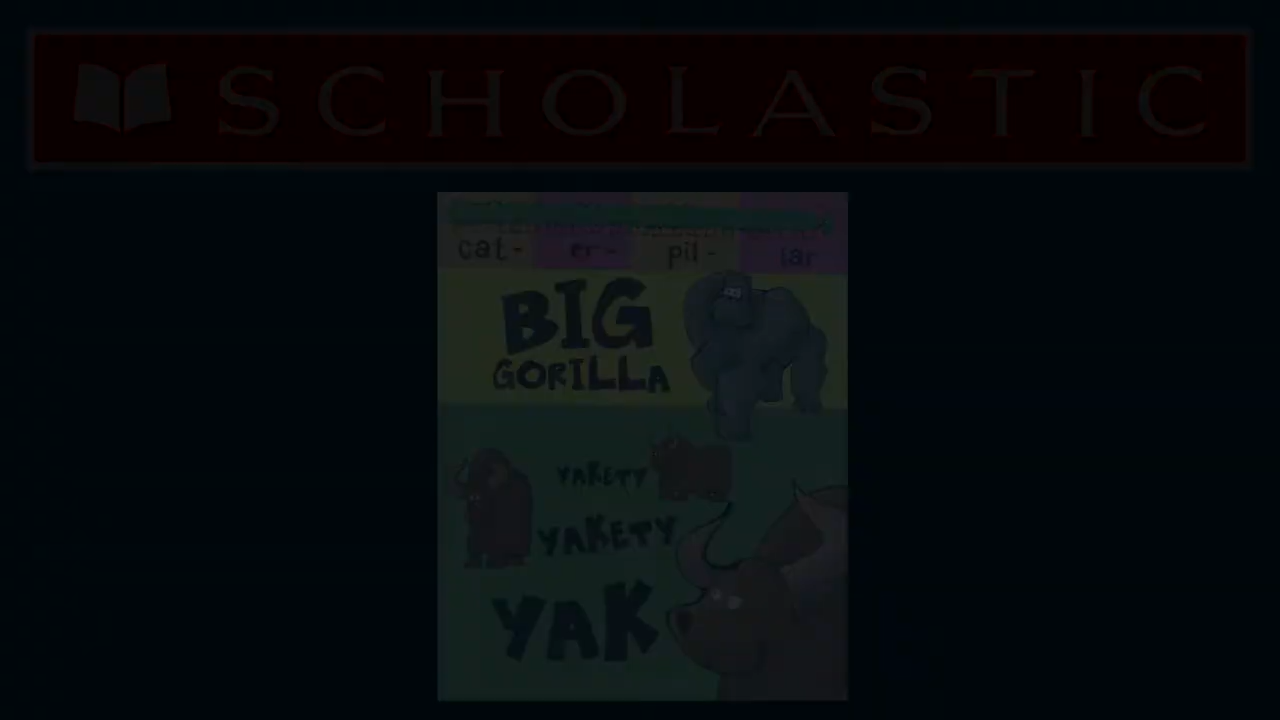 SCHOLASTIC
cat- er- pil- lar
BIG
GORILLA
YAKETY
YAKETY
YAK